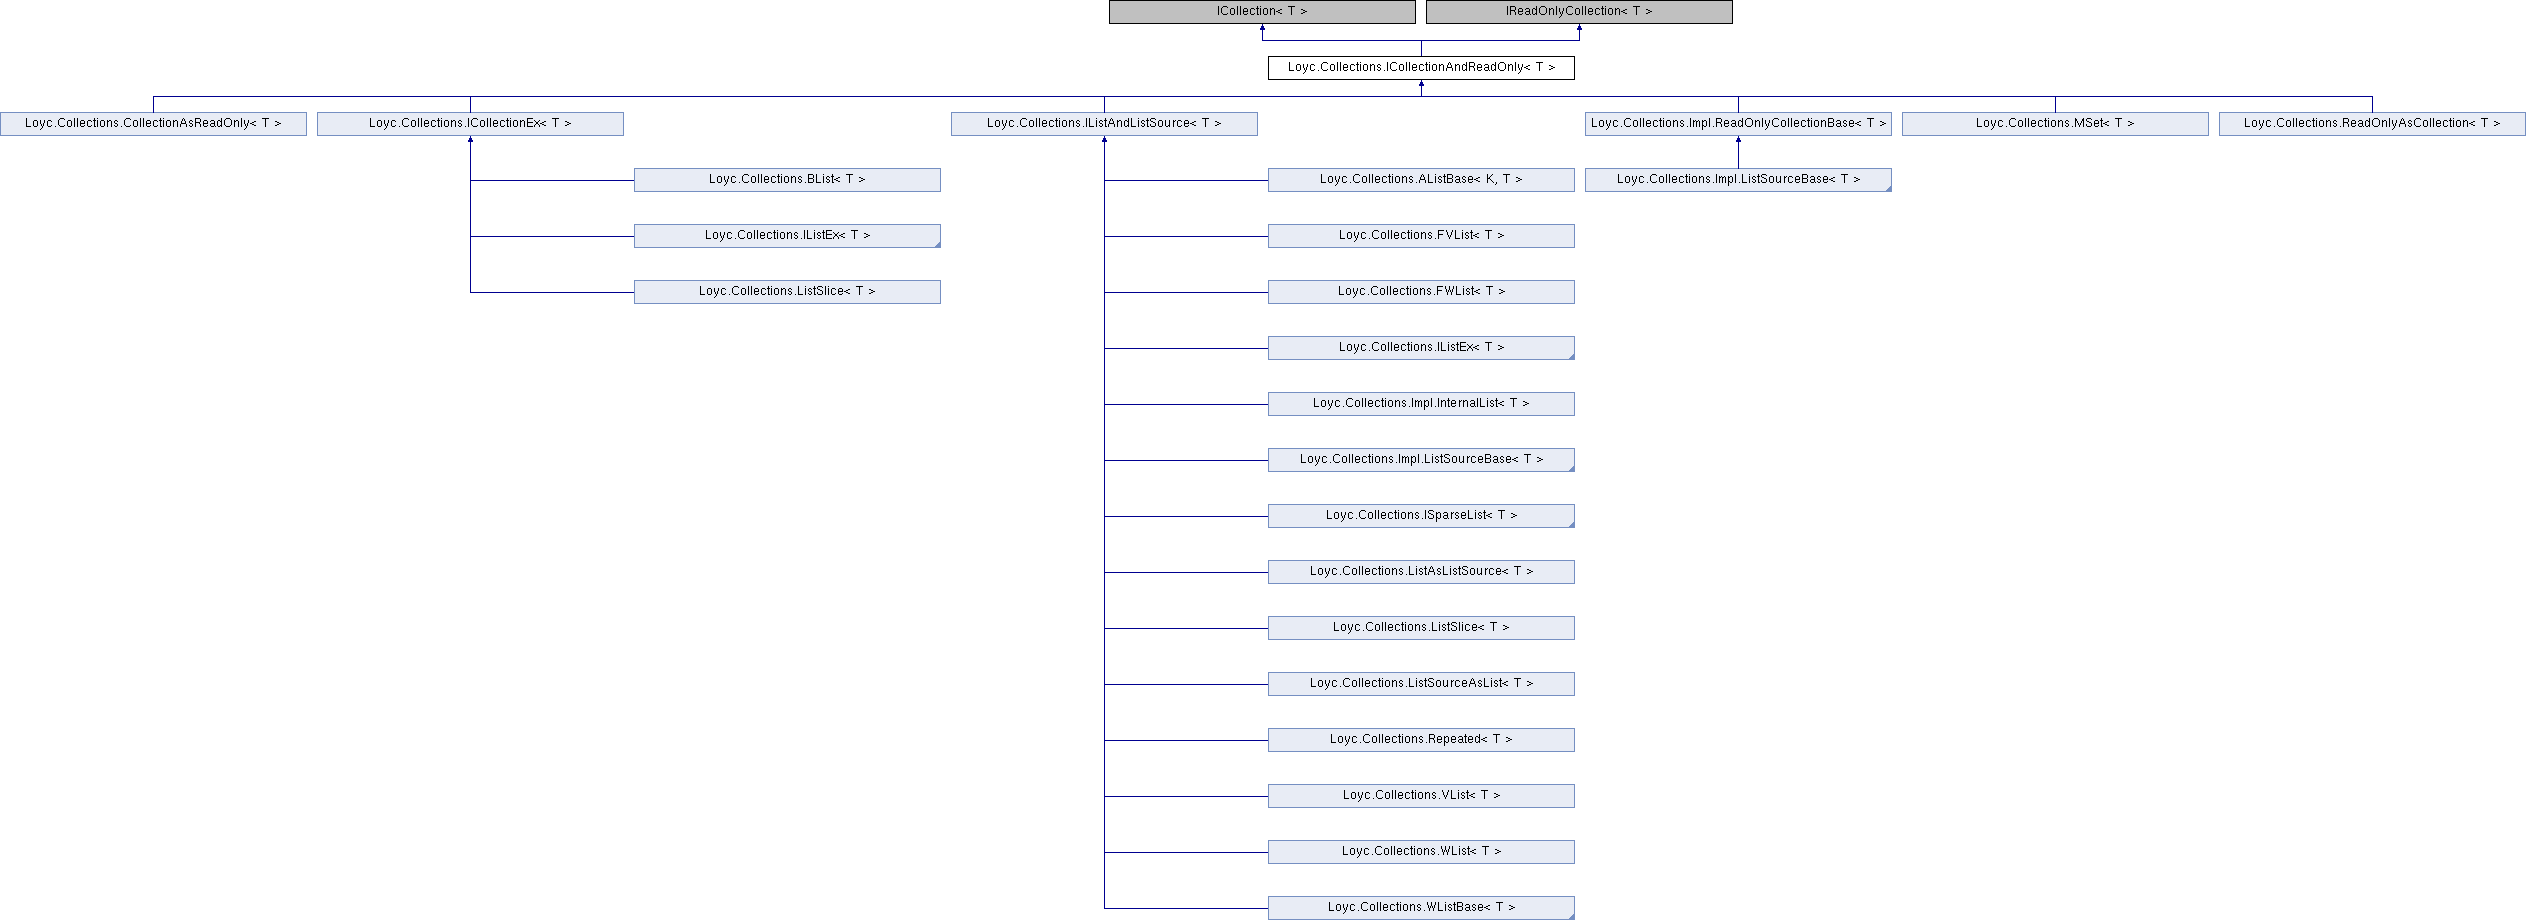 ICollection< T >
IReadOnlyCollection< T >
Loyc.Collections.ICollectionAndReadOnly< T >
Loyc.Collections.CollectionAsReadOnly< T >
Loyc.Collections.ICollectionEx< T >
Loyc.Collections.IListAndListSource< T >
Loyc.Collections.Impl.ReadOnlyCollectionBase< T >
Loyc.Collections.MSet< T >
Loyc.Collections.ReadOnlyAsCollection< T >
Loyc.Collections.BList< T >
Loyc.Collections.AListBase< K, T >
Loyc.Collections.Impl.ListSourceBase< T >
Loyc.Collections.IListEx< T >
Loyc.Collections.FVList< T >
Loyc.Collections.ListSlice< T >
Loyc.Collections.FWList< T >
Loyc.Collections.IListEx< T >
Loyc.Collections.Impl.InternalList< T >
Loyc.Collections.Impl.ListSourceBase< T >
Loyc.Collections.ISparseList< T >
Loyc.Collections.ListAsListSource< T >
Loyc.Collections.ListSlice< T >
Loyc.Collections.ListSourceAsList< T >
Loyc.Collections.Repeated< T >
Loyc.Collections.VList< T >
Loyc.Collections.WList< T >
Loyc.Collections.WListBase< T >